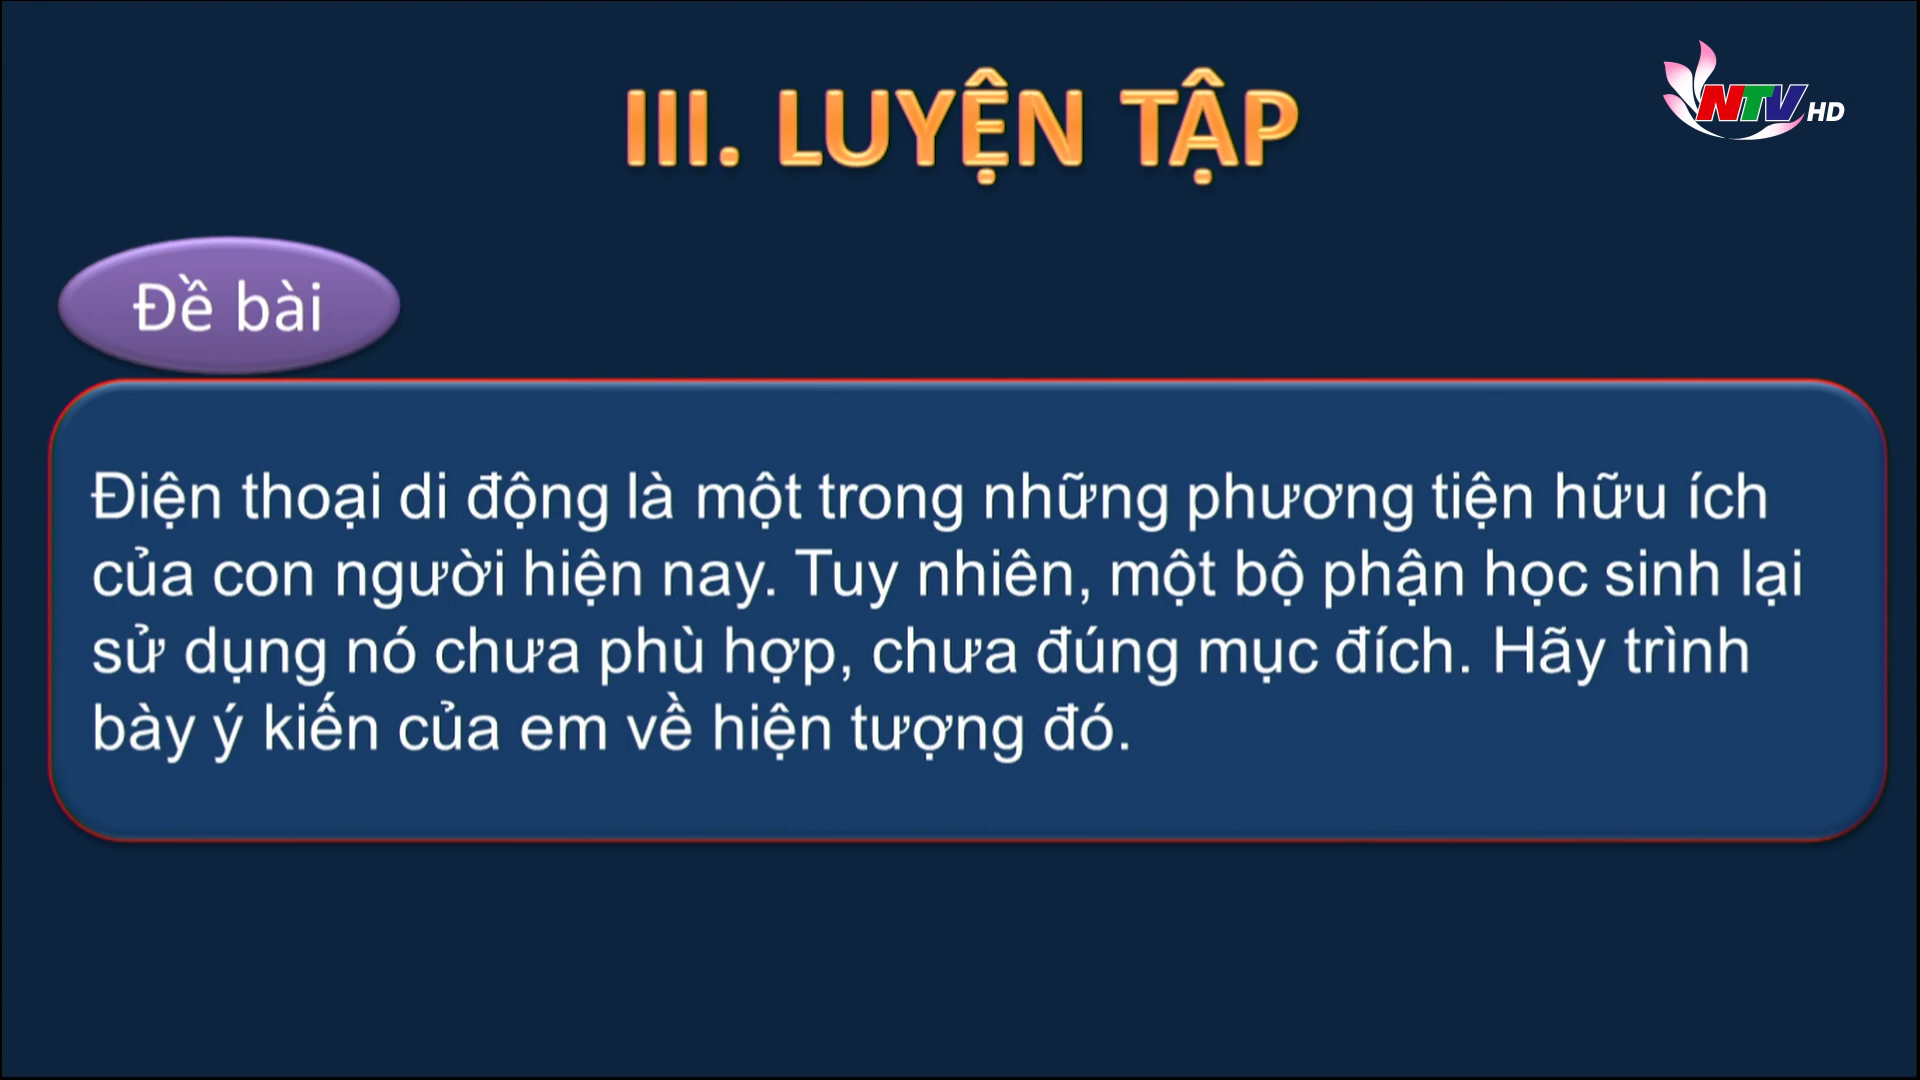 III. LUYỆN TẬP
NTV HD
Đề bài
Điện thoại di động là một trong những phương tiện hữu ích
của con người hiện nay. Tuy nhiên, một bộ phận học sinh lại
sử dụng nó chưa phù hợp, chưa đúng mục đích. Hãy trình
bày ý kiến của em về hiện tượng đó.